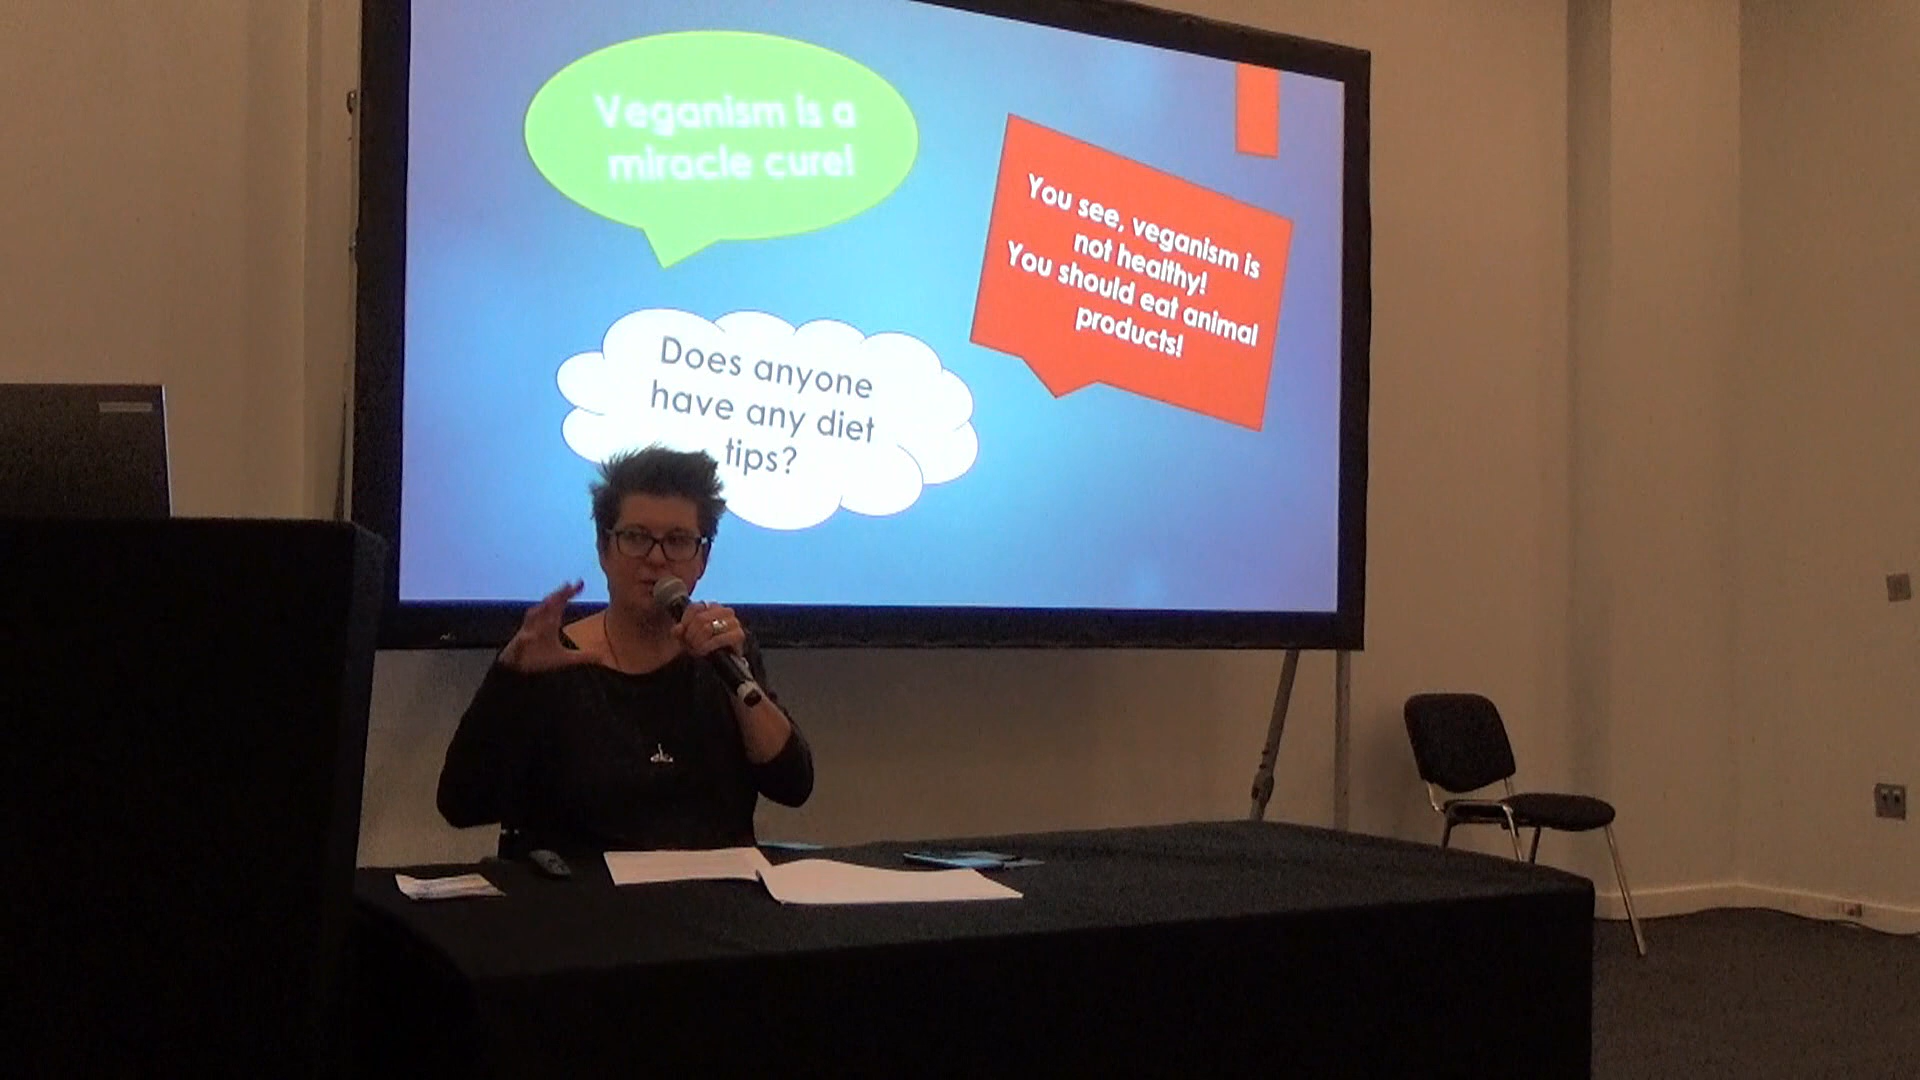 Veganism is a
miracle cure!
You see, veganism is
not healthy!
You should eat animal
products!
Does anyone
have any diet
tips?